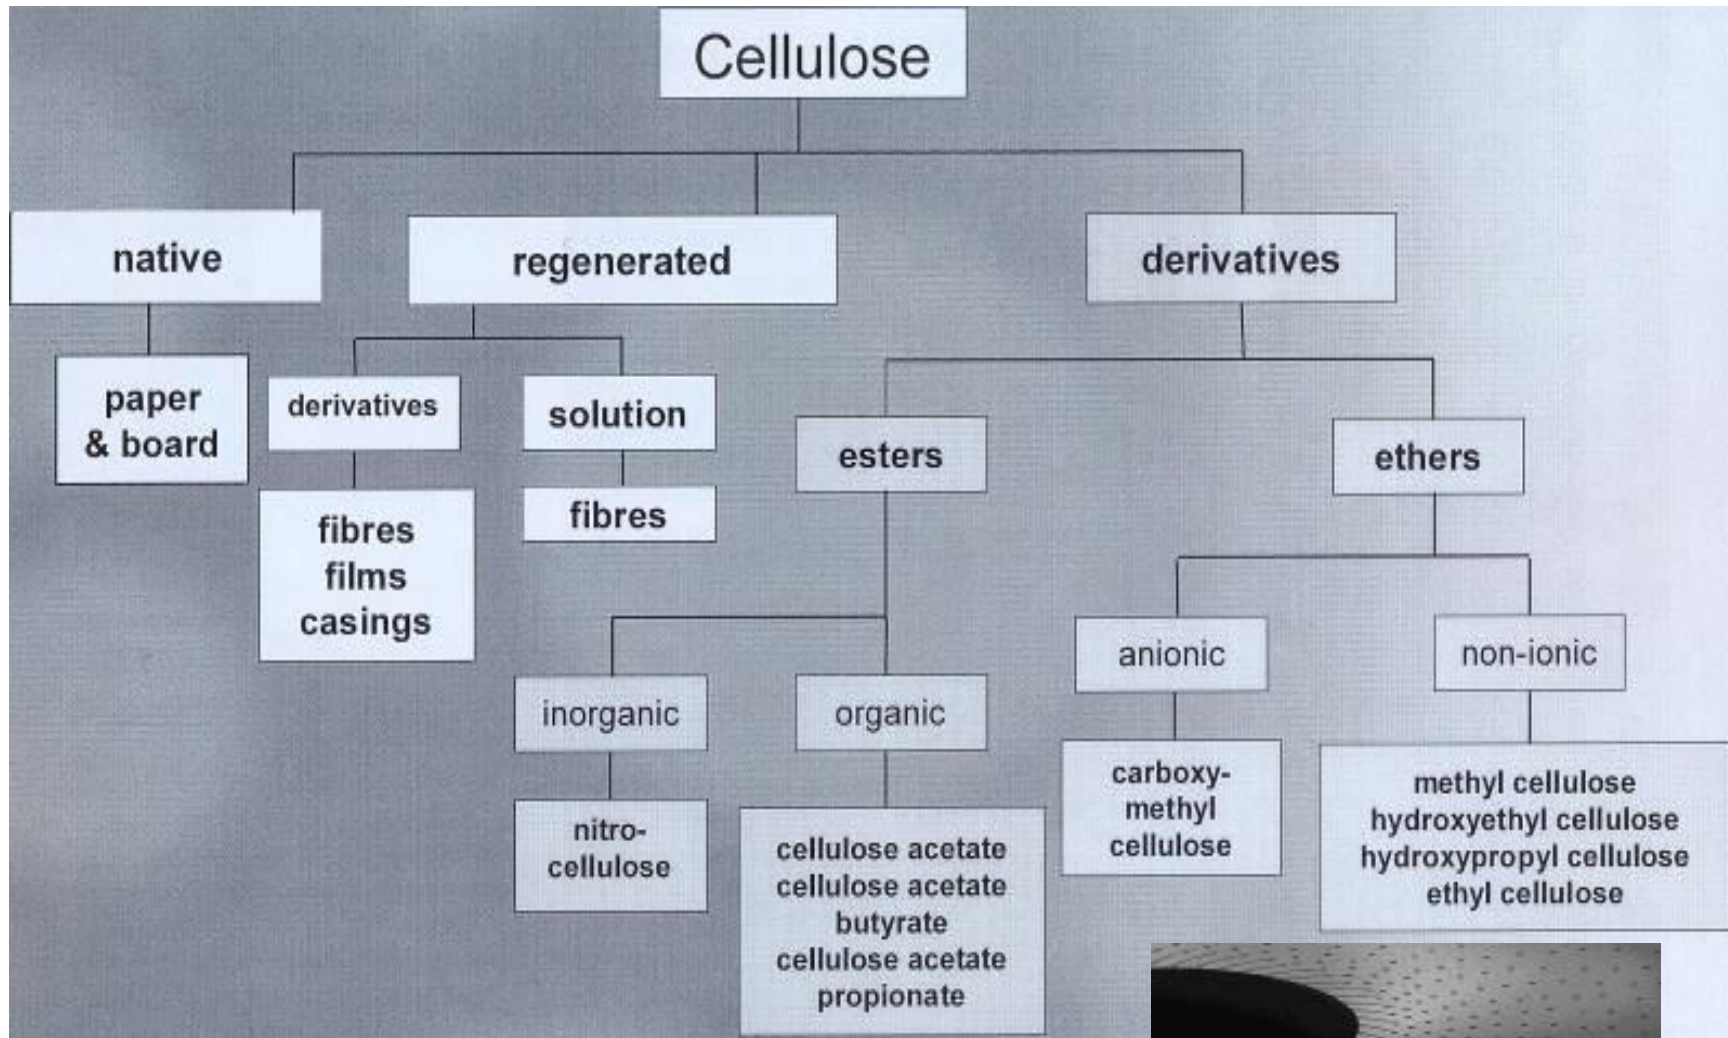 Cellulose
native
regenerated
derivatives
paper
& board
derivatives
solution
fibres
films
casings
fibres
esters
ethers
inorganic
organic
anionic
non-ionic
nitro-
cellulose
cellulose acetate
cellulose acetate
butyrate
cellulose acetate
propionate
carboxy-
methyl
cellulose
methyl cellulose
hydroxyethyl cellulose
hydroxypropyl cellulose
ethyl cellulose